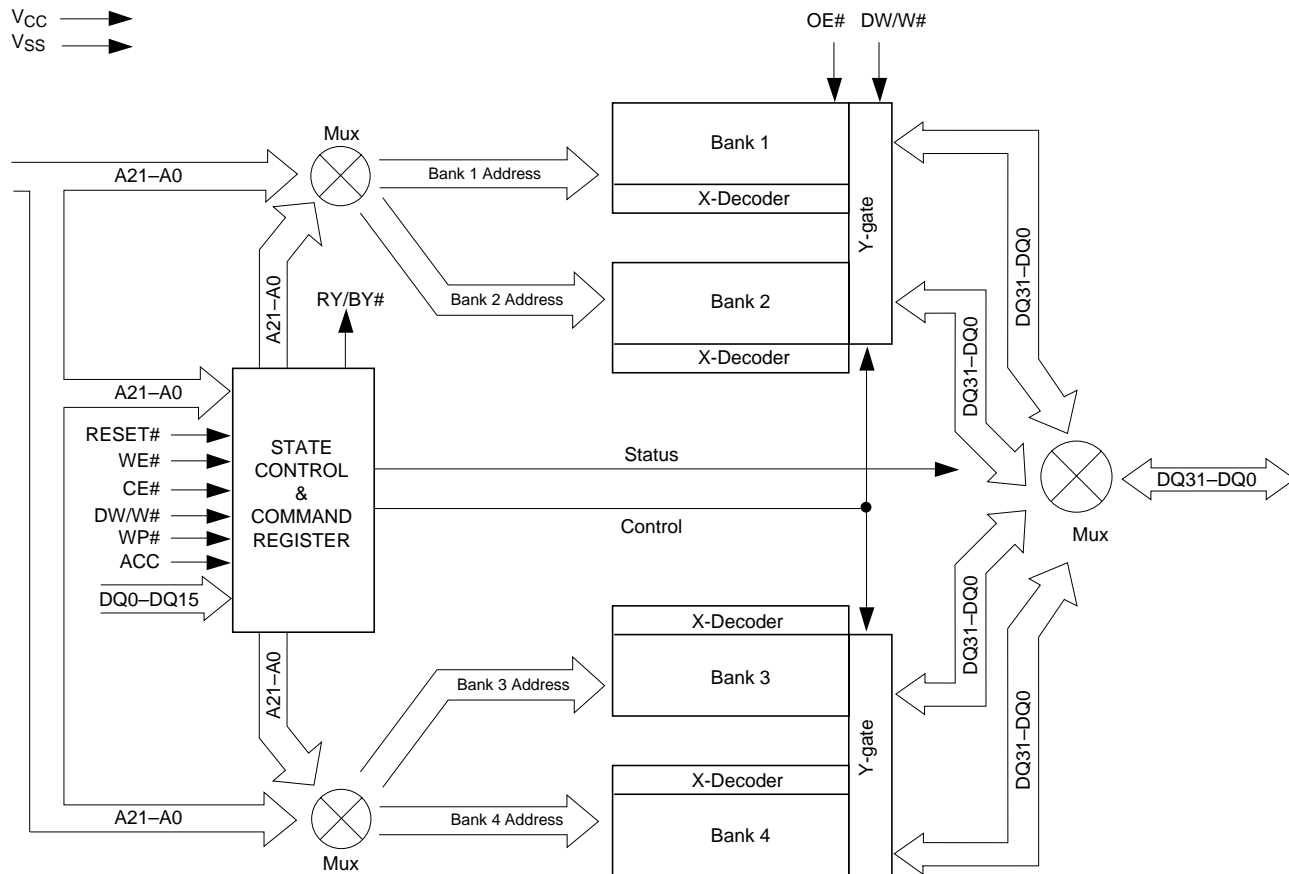 VCC
VSS
OE# DW/W#
Mux
Bank 1
A21–A0
Bank 1 Address
X-Decoder
Y-gate
DQ31–DQ0
A21–A0
RY/BY#
Bank 2 Address
Bank 2
X-Decoder
DQ31–DQ0
A21–A0
RESET#
WE#
CE#
DW/W#
WP#
ACC
DQ0–DQ15
STATE
CONTROL
&
COMMAND
REGISTER
Status
Control
DQ31–DQ0
Mux
X-Decoder
Bank 3
Bank 3 Address
A21–A0
Y-gate
DQ31–DQ0
DQ31–DQ0
X-Decoder
Bank 4
Bank 4 Address
A21–A0
Mux